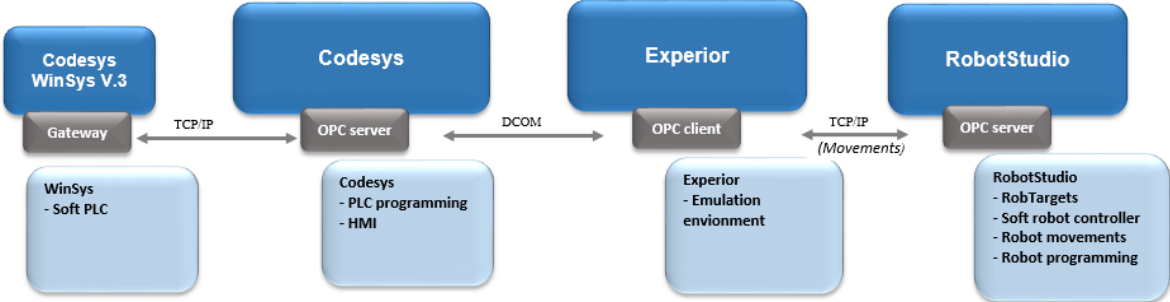 Codesys
WinSys V.3
Codesys
Experior
RobotStudio
Gateway
TCP/IP
OPC server
DCOM
OPC client
TCP/IP
(Movements)
OPC server
WinSys
- Soft PLC
Codesys
- PLC programming
- HMI
Experior
- Emulation
envionment
RobotStudio
- RobTargets
- Soft robot controller
- Robot movements
- Robot programming